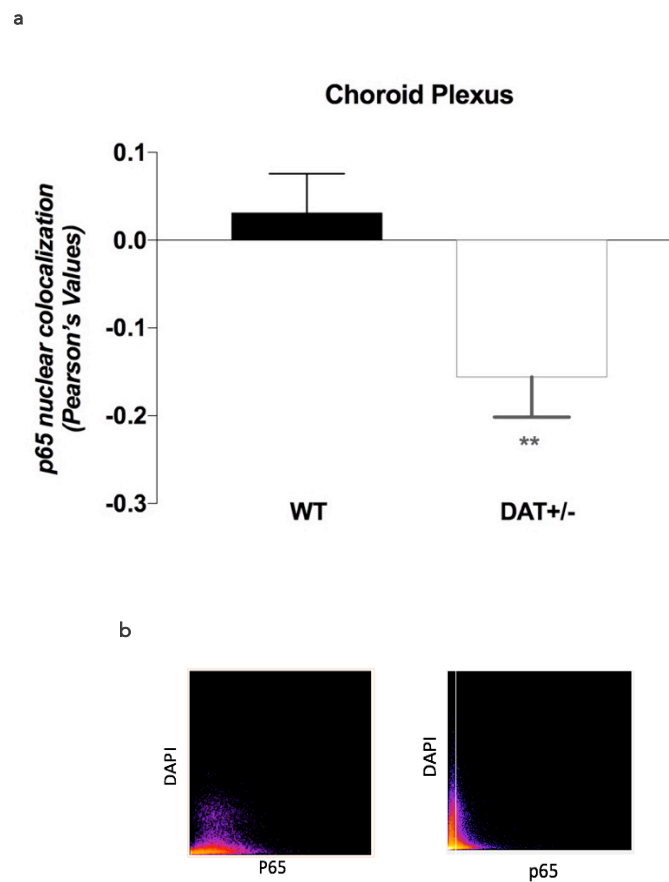 a
Choroid Plexus
p65 nuclear colocalization
(Pearson's Values)
0.1
0.0
-0.1
-0.2
-0.3
**
WT DAT+/-
b
DAPI DAPI
P65 p65